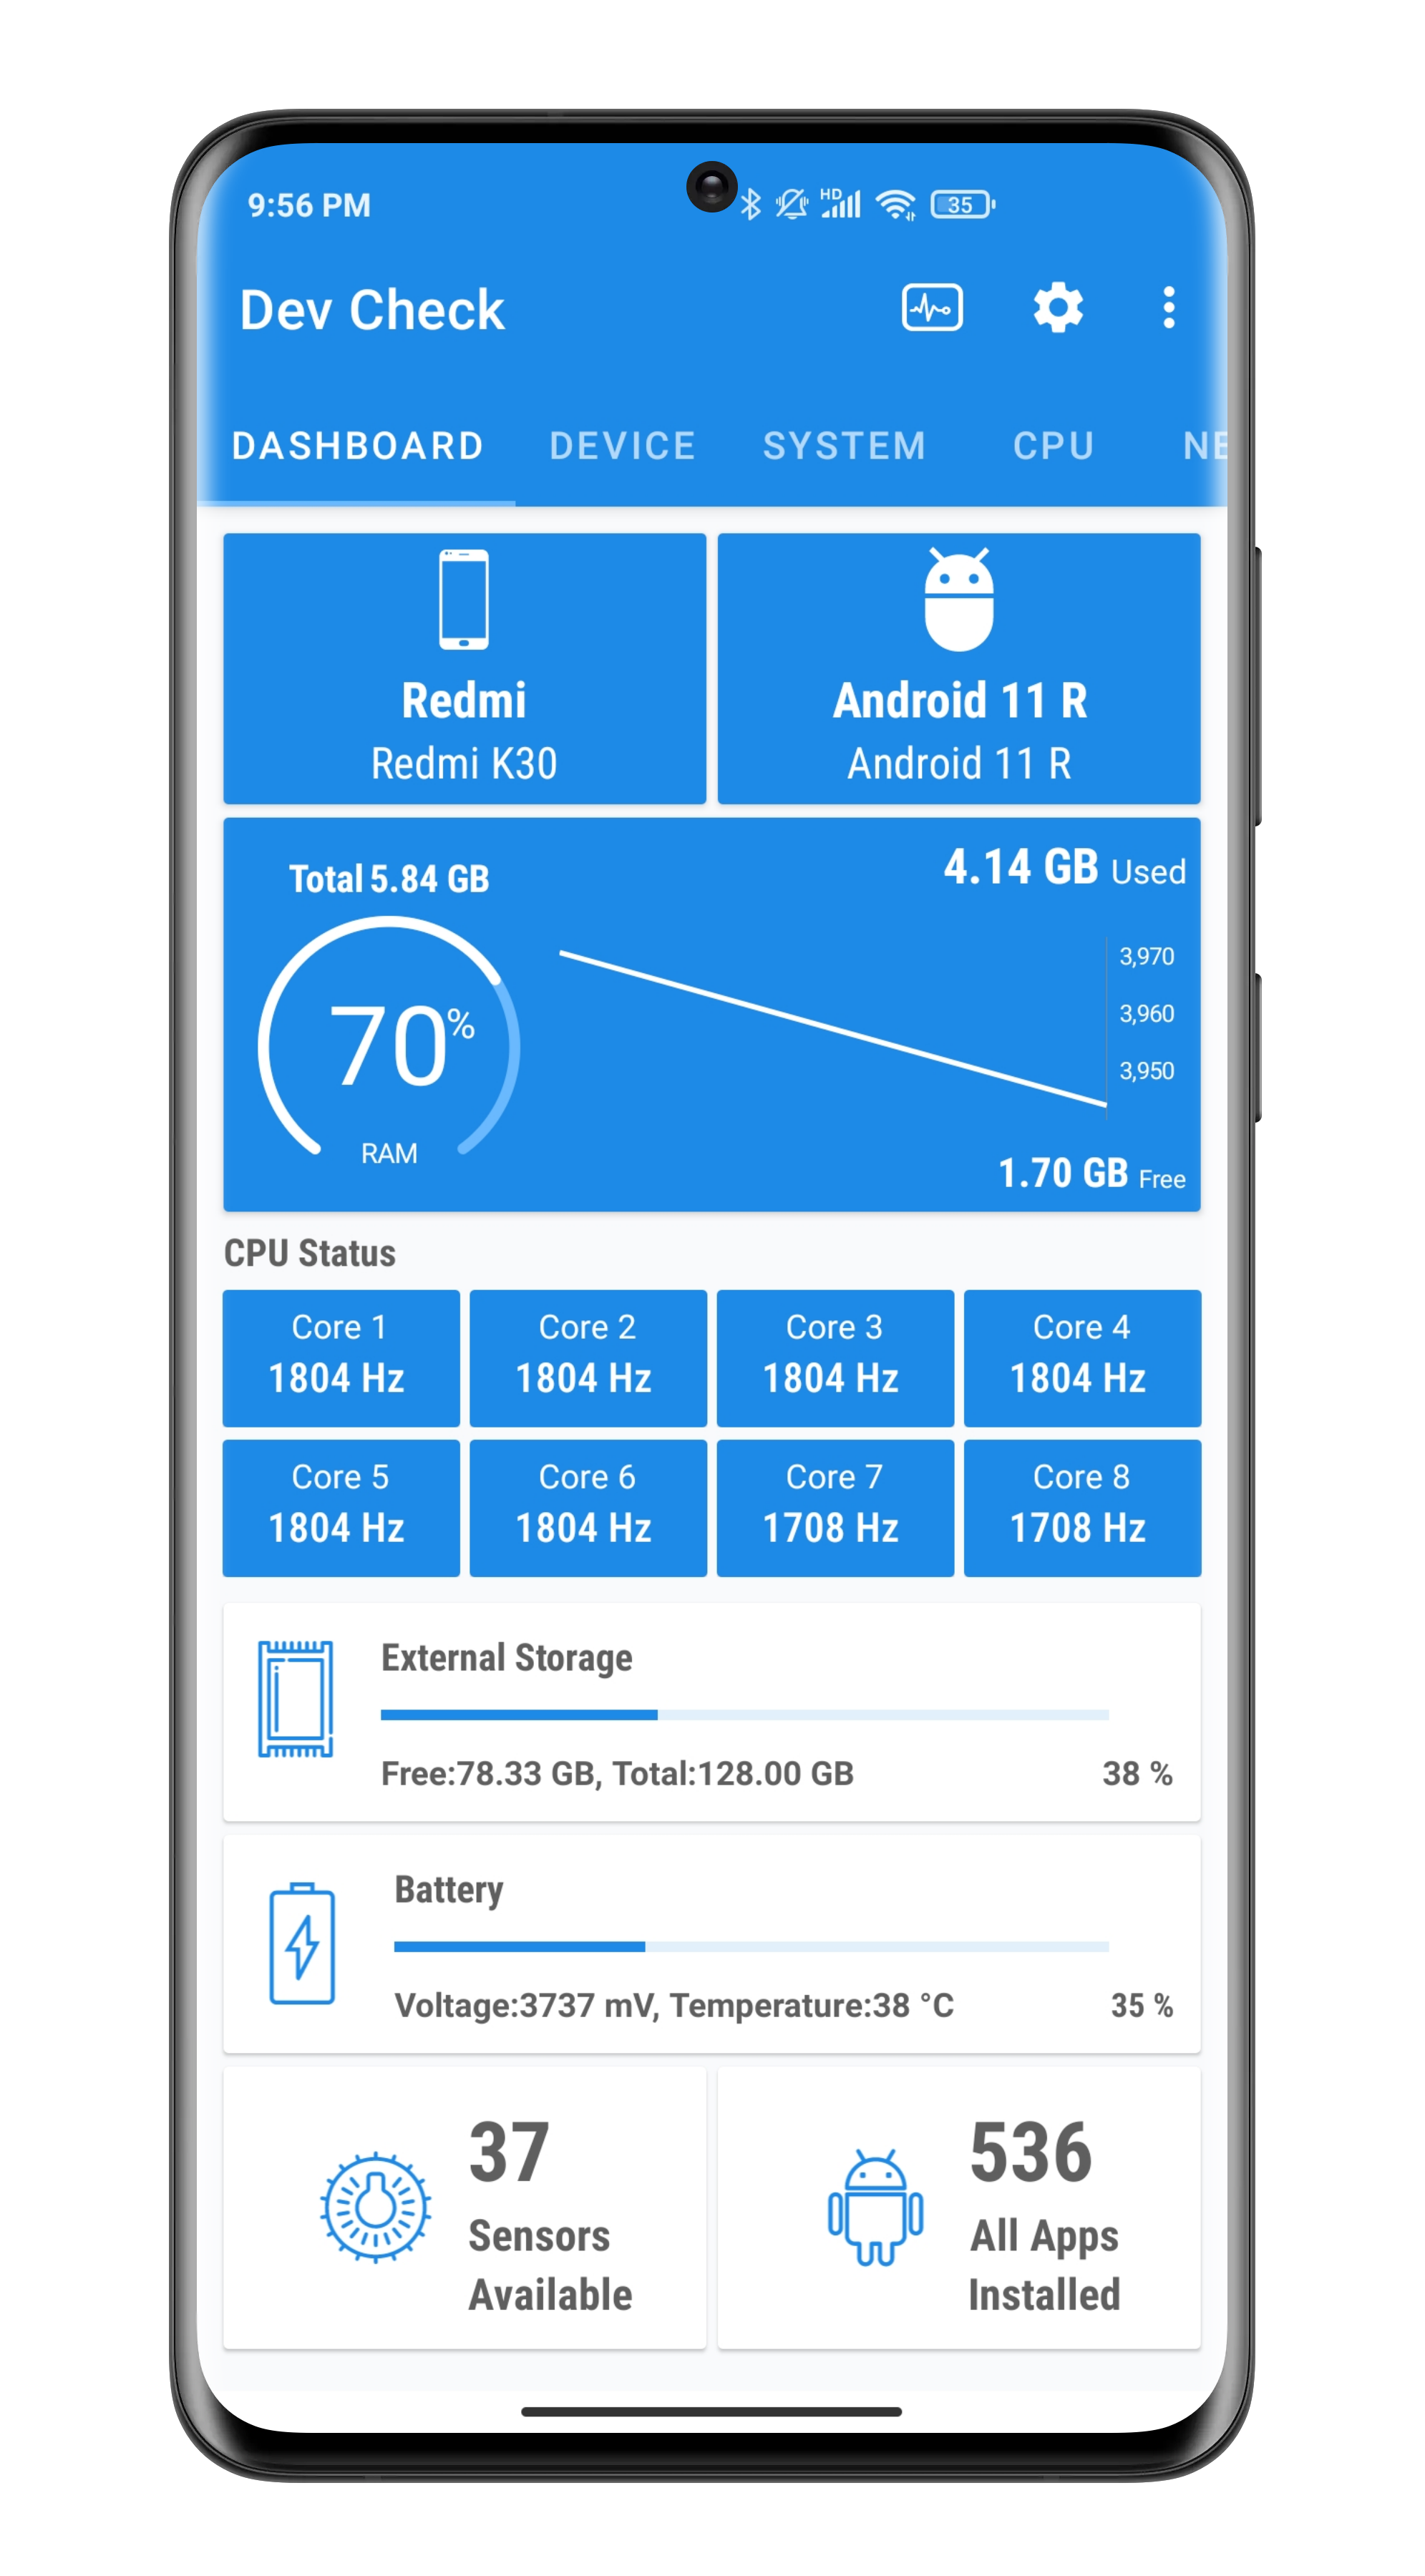 9:56 PM
HD
35
Dev Check
DASHBOARD DEVICE SYSTEM CPU NE
Redmi
Redmi K30
Android 11 R
Android 11 R
Total 5.84 GB
70%
RAM
4.14 GB Used
3,970
3,960
3,950
1.70 GB Free
CPU Status
Core 1
1804 Hz
Core 2
1804 Hz
Core 3
1804 Hz
Core 4
1804 Hz
Core 5
1804 Hz
Core 6
1804 Hz
Core 7
1708 Hz
Core 8
1708 Hz
External Storage
Free:78.33 GB, Total:128.00 GB 38 %
Battery
Voltage:3737 mV, Temperature:38 °C 35 %
37
Sensors
Available
536
All Apps
Installed